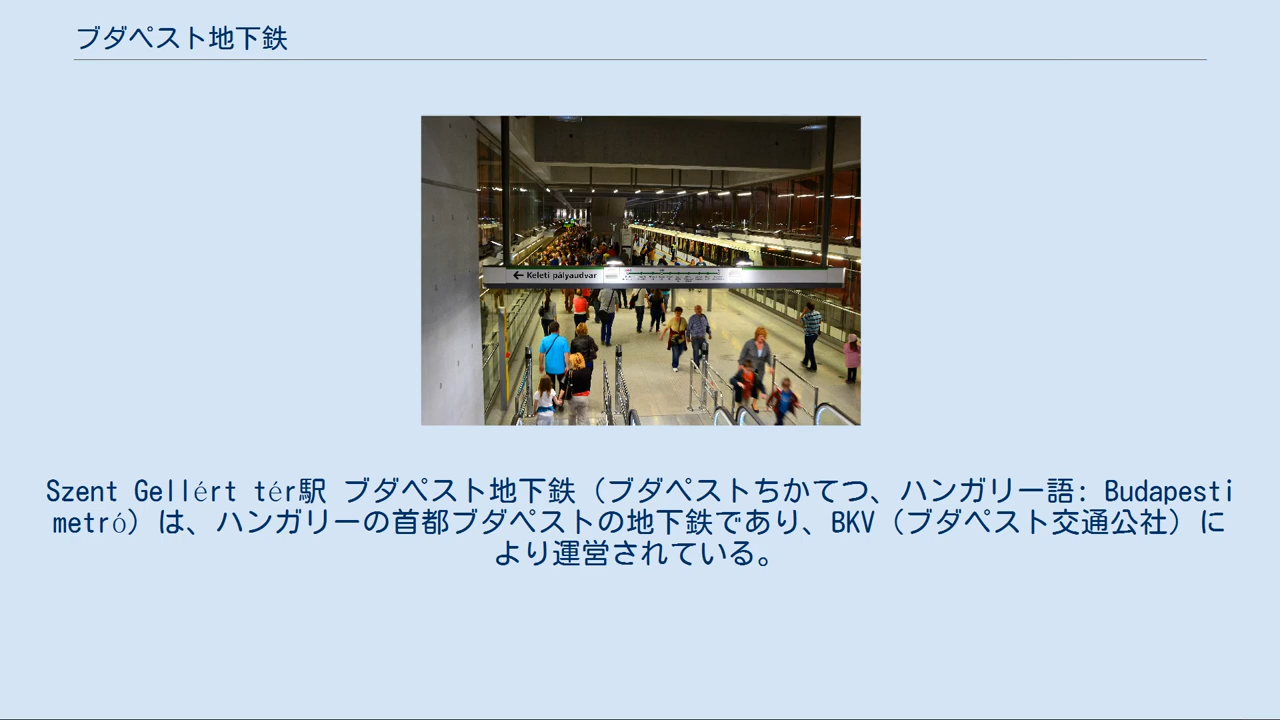 ブダペスト地下鉄
← Keleti pályaudvar
Szent Gellért tér駅 ブダペスト地下鉄（ブダペストちかてつ、ハンガリー語: Budapesti
metró）は、ハンガリーの首都ブダペストの地下鉄であり、BKV（ブダペスト交通公社）に
より運営されている。